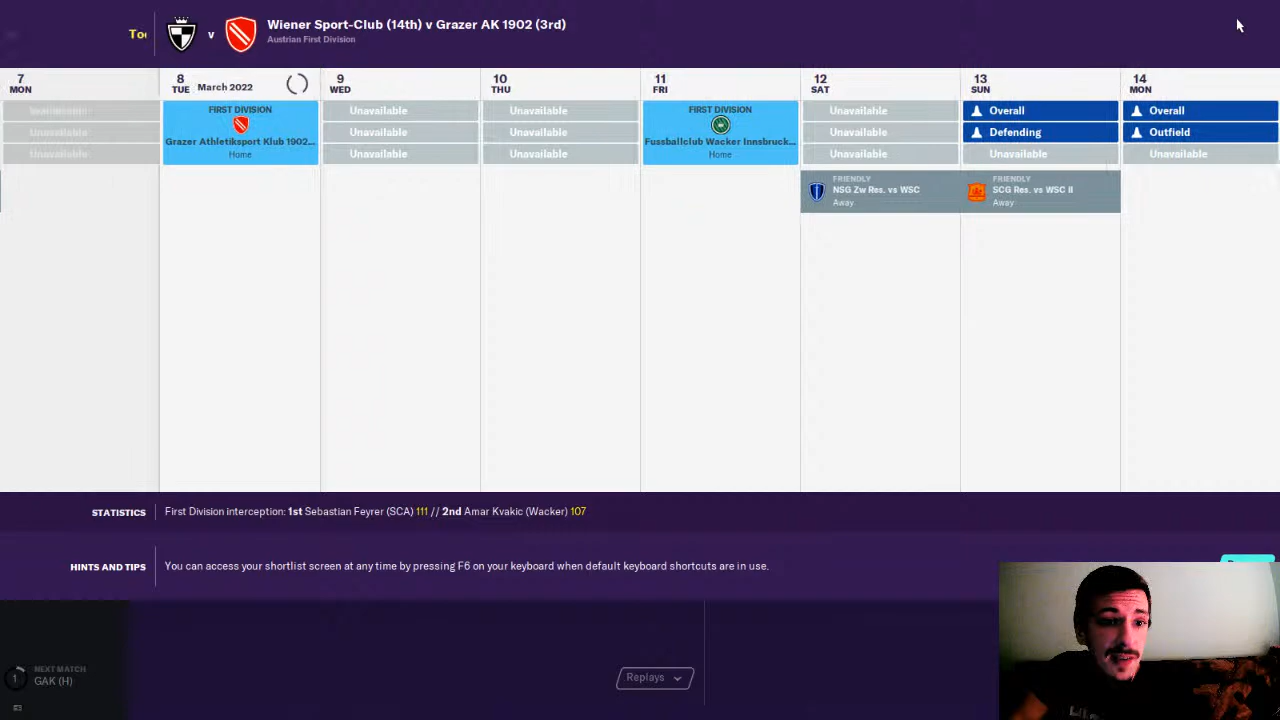 Wiener Sport-Club (14th) v Grazer AK 1902 (3rd)
v
Austrian First Division
7
MON
8
TUE
March 2022
9
WED
10
THU
11
FRI
12
SAT
13
SUN
14
MON
Unavailable
FIRST DIVISION
Grazer Athletiksport Klub 1902...
Home
Unavailable
Unavailable
Unavailable
Unavailable
Unavailable
Unavailable
FIRST DIVISION
Fussballclub Wacker Innsbruck...
Home
Unavailable
Unavailable
Unavailable
Overall
Defending
Unavailable
Overall
Outfield
Unavailable
FRIENDLY
NSG Zw Res. vs WSC
Away
FRIENDLY
SCG Res. vs WSC II
Away
STATISTICS
First Division interception: 1st Sebastian Feyrer (SCA) 111 // 2nd Amar Kvakic (Wacker) 107
HINTS AND TIPS
You can access your shortlist screen at any time by pressing F6 on your keyboard when default keyboard shortcuts are in use.
1
NEXT MATCH
GAK (H)
Replays